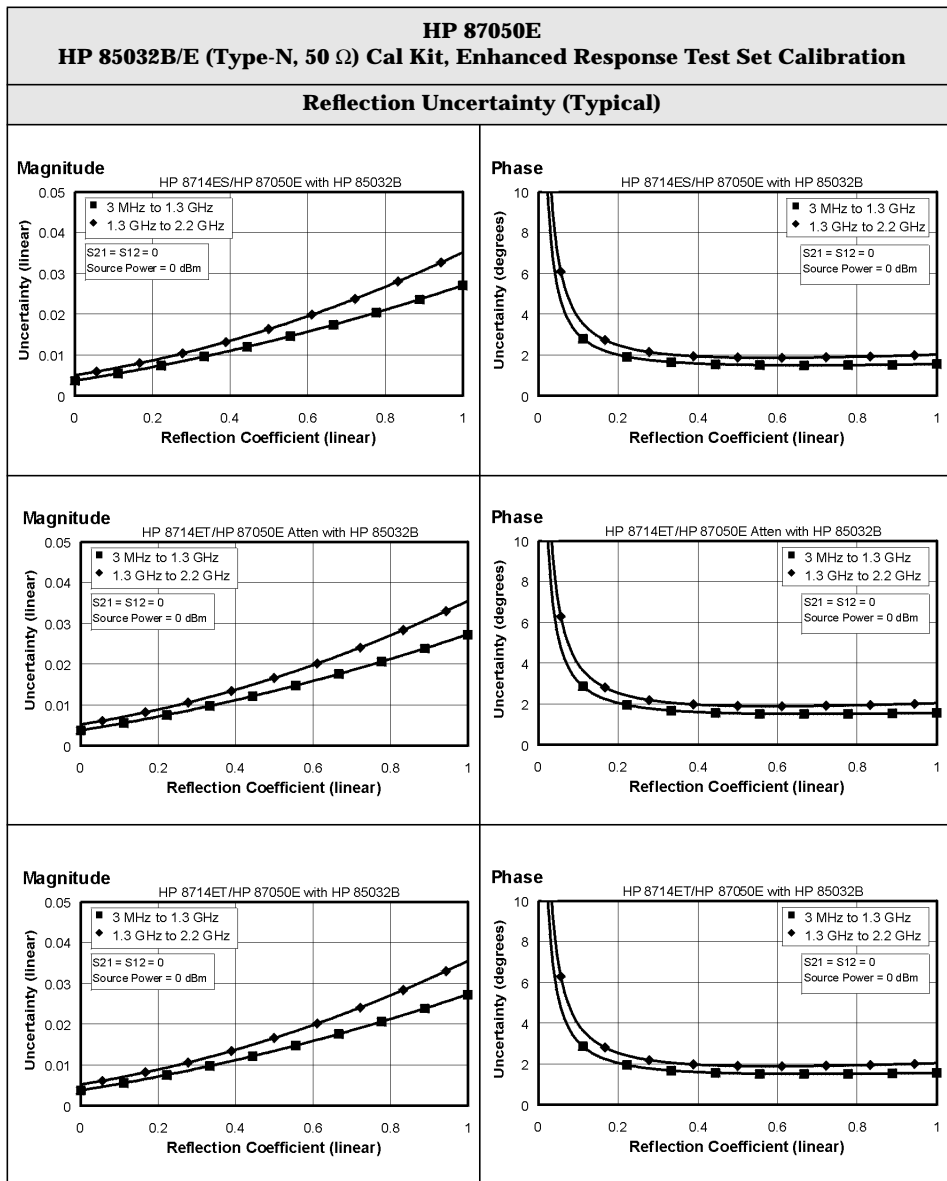 HP 87050E
HP 85032B/E (Type-N, 50 Ω) Cal Kit, Enhanced Response Test Set Calibration
Reflection Uncertainty (Typical)
Magnitude
HP 8714ES/HP 87050E with HP 85032B
Uncertainty (linear)
0.05
0.04
0.03
0.02
0.01
0
3 MHz to 1.3 GHz
1.3 GHz to 2.2 GHz
S21 = S12 = 0
Source Power = 0 dBm
0 0.2 0.4 0.6 0.8 1
Reflection Coefficient (linear)
Phase
HP 8714ES/HP 87050E with HP 85032B
Uncertainty (degrees)
10
8
6
4
2
0
3 MHz to 1.3 GHz
1.3 GHz to 2.2 GHz
S21 = S12 = 0
Source Power = 0 dBm
0 0.2 0.4 0.6 0.8 1
Reflection Coefficient (linear)
Magnitude
HP 8714ET/HP 87050E Atten with HP 85032B
Uncertainty (linear)
0.05
0.04
0.03
0.02
0.01
0
3 MHz to 1.3 GHz
1.3 GHz to 2.2 GHz
S21 = S12 = 0
Source Power = 0 dBm
0 0.2 0.4 0.6 0.8 1
Reflection Coefficient (linear)
Phase
HP 8714ET/HP 87050E Atten with HP 85032B
Uncertainty (degrees)
10
8
6
4
2
0
3 MHz to 1.3 GHz
1.3 GHz to 2.2 GHz
S21 = S12 = 0
Source Power = 0 dBm
0 0.2 0.4 0.6 0.8 1
Reflection Coefficient (linear)
Magnitude
HP 8714ET/HP 87050E with HP 85032B
Uncertainty (linear)
0.05
0.04
0.03
0.02
0.01
0
3 MHz to 1.3 GHz
1.3 GHz to 2.2 GHz
S21 = S12 = 0
Source Power = 0 dBm
0 0.2 0.4 0.6 0.8 1
Reflection Coefficient (linear)
Phase
HP 8714ET/HP 87050E with HP 85032B
Uncertainty (degrees)
10
8
6
4
2
0
3 MHz to 1.3 GHz
1.3 GHz to 2.2 GHz
S21 = S12 = 0
Source Power = 0 dBm
0 0.2 0.4 0.6 0.8 1
Reflection Coefficient (linear)